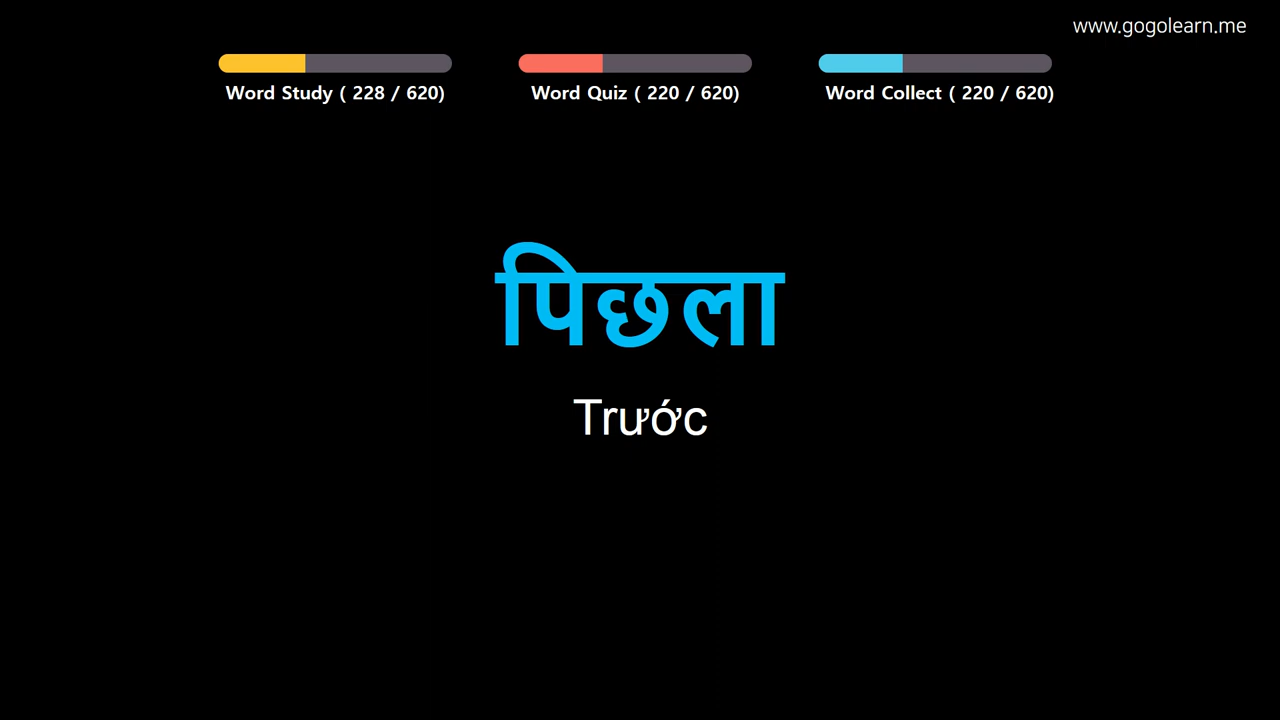 www.gogolearn.me
Word Study ( 228 / 620)
Word Quiz ( 220 / 620)
Word Collect ( 220 / 620)
पिछला
Trước